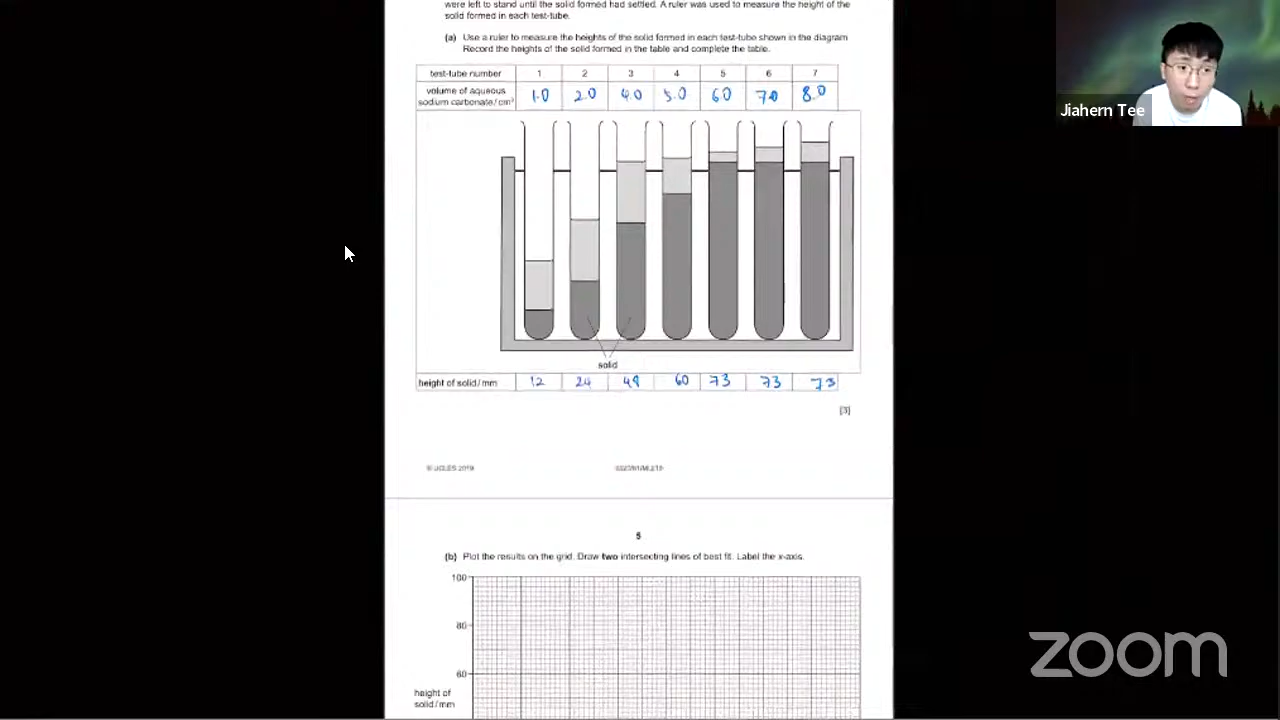 were left to stand until the solid formed had settled. A ruler was used to measure the height of the
solid formed in each test-tube.
(a) Use a ruler to measure the heights of the solid formed in each test-tube shown in the diagram.
Record the heights of the solid formed in the table and complete the table.
test-tube number 1 2 3 4 5 6 7
volume of aqueous
sodium carbonate/cm³ 1.0 2.0 4.0 5.0 6.0 7.0 8.0
solid
height of solid/mm 12 24 48 60 73 73 73
[3]
© UCLES 2019
5
(b) Plot the results on the grid. Draw two intersecting lines of best fit. Label the x-axis.
100
80
60
height of
solid/mm
Jiahern Tee
zoom